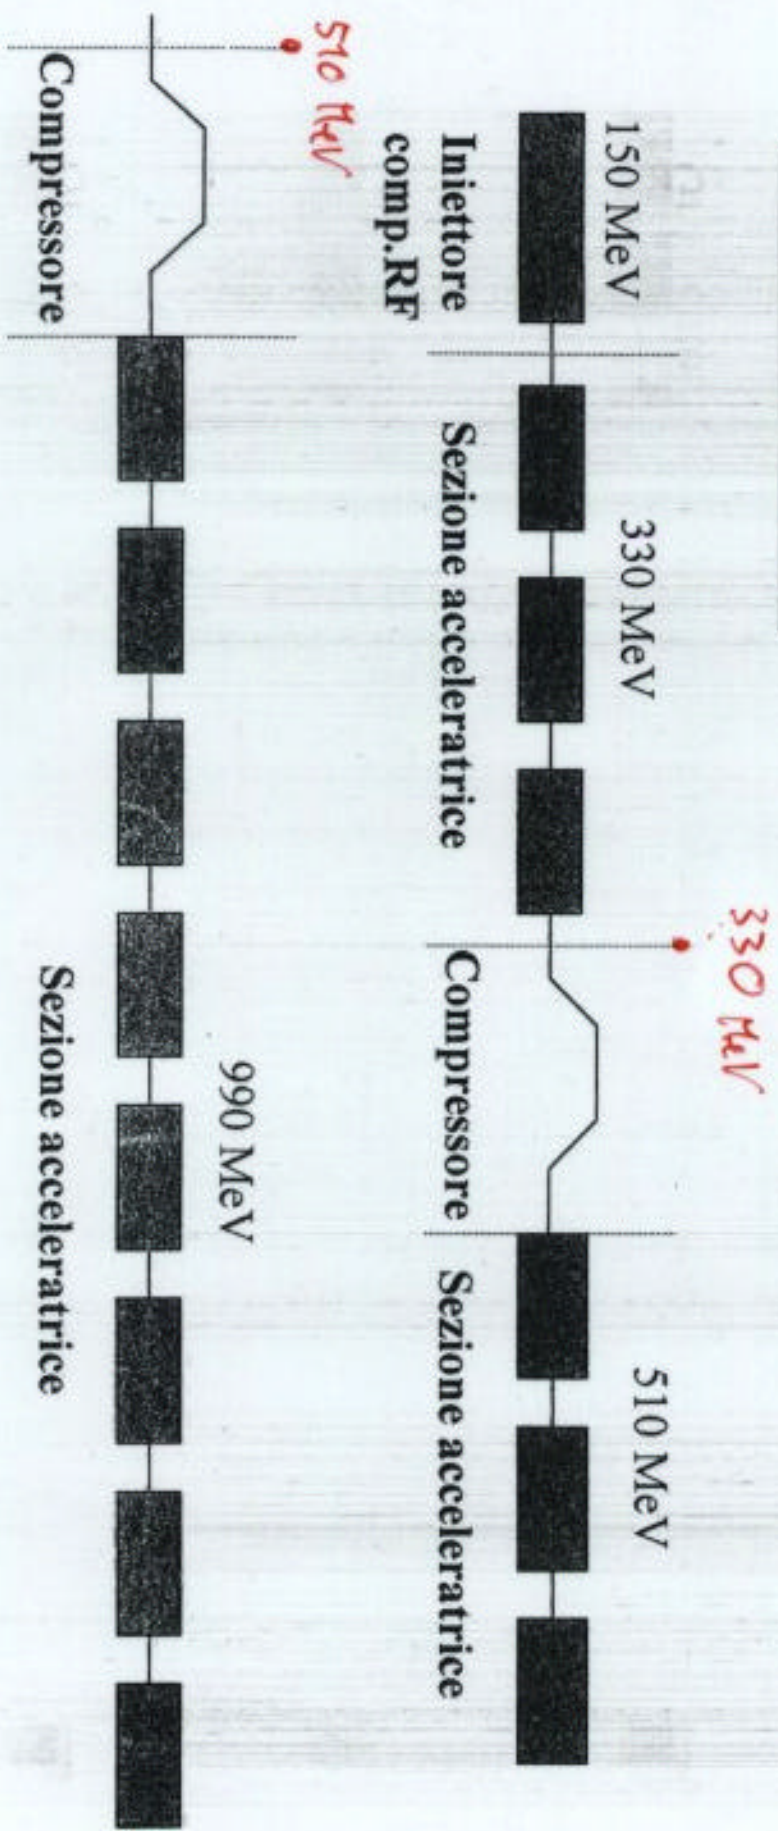 330 MeV
150 MeV
330 MeV
510 MeV
Iniettore
comp.RF
Sezione acceleratrice
Compressore
Sezione acceleratrice
510 MeV
990 MeV
Compressore
Sezione acceleratrice